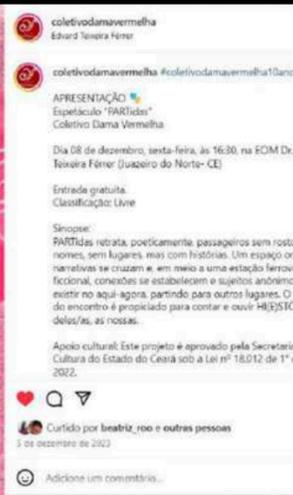 coletivodamavermelha
Edvard Teixeira Férrer
coletivodamavermelha #coletivodamavermelha10ano
APRESENTAÇÃO
Espetáculo "PARTidas"
Coletivo Dama Vermelha
Dia 08 de dezembro, sexta-feira, às 16:30, na EOM Dr.
Teixeira Férrer (Juazeiro do Norte- CE)
Entrada gratuita.
Classificação: Livre
Sinopse:
PARTidas retrata, poeticamente, passageiros sem rosto
nomes, sem lugares, mas com histórias. Um espaço on
narrativas se cruzam e, em meio a uma estação ferrov
ficcional, conexões se estabelecem e sujeitos anônimo
existir no aqui-agora, partindo para outros lugares. O
do encontro é propiciado para contar e ouvir HI(E)STÓ
deles/as, as nossas.
Apoio cultural: Este projeto é aprovado pela Secretari
Cultura do Estado do Ceará sob a Lei nº 18.012 de 1º
2022.
Curtido por beatriz_roo e outras pessoas
5 de dezembro de 2023
Adicione um comentário...